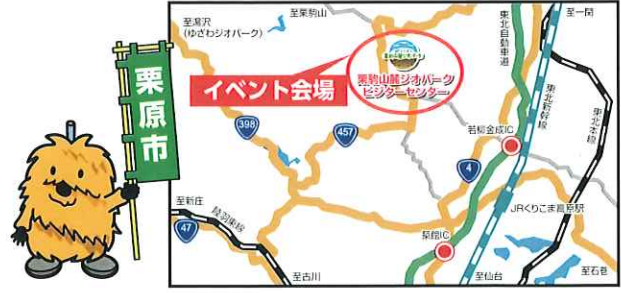 栗原市
至湯沢
(ゆざわジオパーク)
至栗駒山
至一関
東北自動車道
東北新幹線
東北本線
栗駒山麓ジオパーク
ビジターセンター
イベント会場
398
457
4
若柳金成IC
至新庄
47
陸羽東線
JRくりこま高原駅
築館IC
至古川
至仙台
至石巻